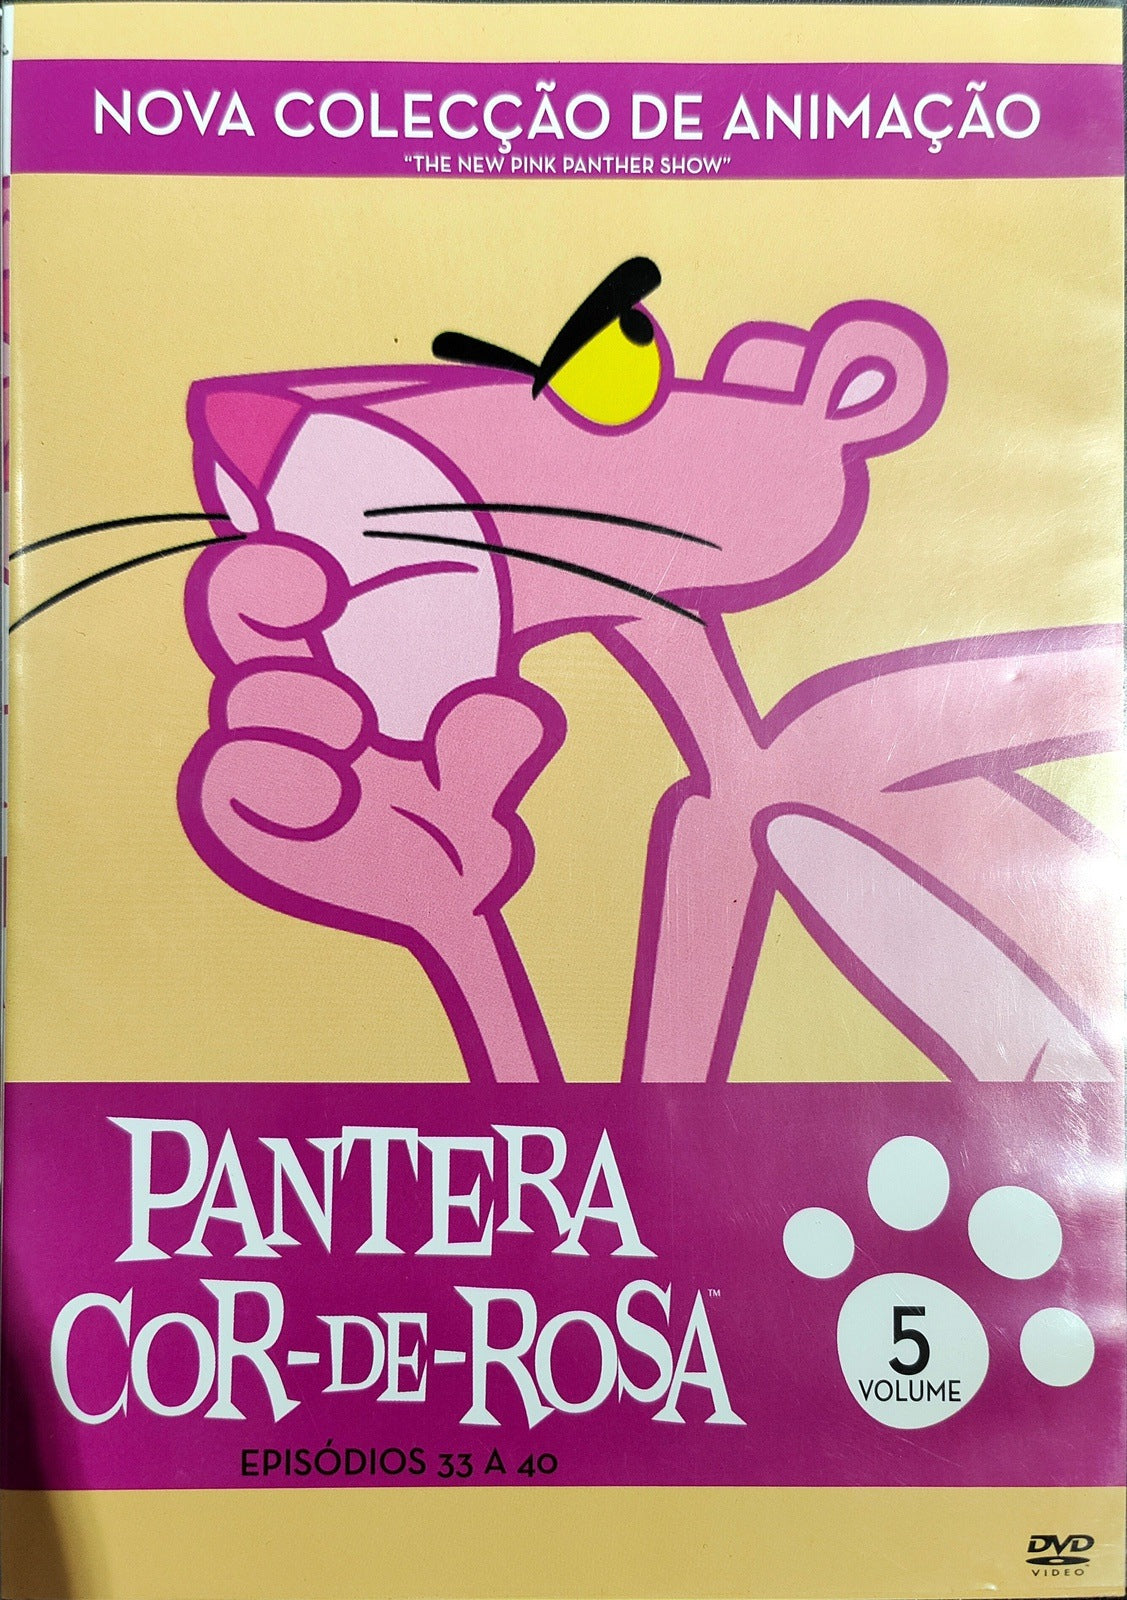 NOVA COLECÇÃO DE ANIMAÇÃO
"THE NEW PINK PANTHER SHOW"
PANTERA
COR-DE-ROSA™
5
VOLUME
EPISÓDIOS 33 A 40
DVD
VIDEO